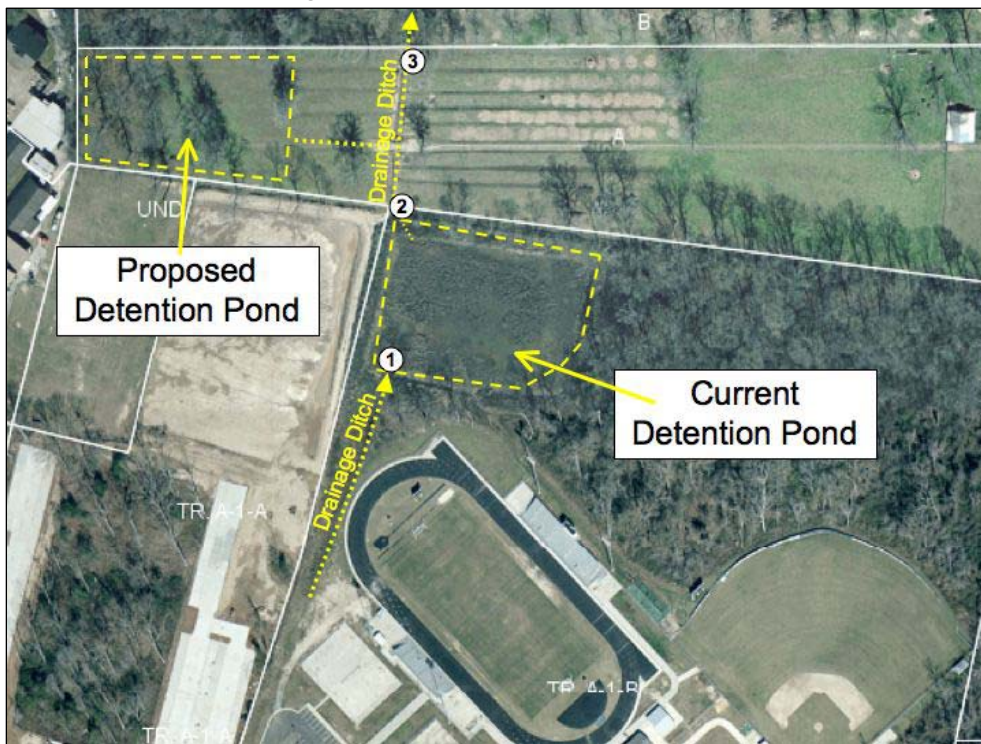 B
3
Drainage Ditch
A
2
UND
Proposed
Detention Pond
1
Current
Detention Pond
Drainage Ditch
TR. A-1-A
TR. A-1-B
TR. A-1-A